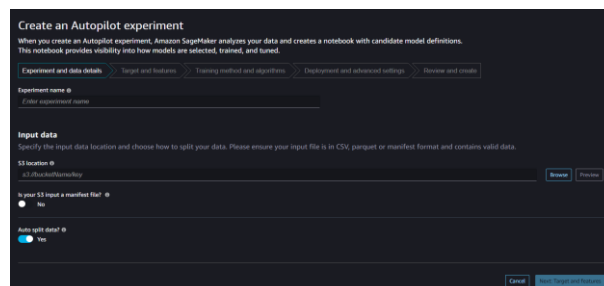 Create an Autopilot experiment
When you create an Autopilot experiment, Amazon SageMaker analyzes your data and creates a notebook with candidate model definitions.
This notebook provides visibility into how models are selected, trained, and tuned.
Experiment and data details
Target and features
Training method and algorithms
Deployment and advanced settings
Review and create
Experiment name
Enter experiment name
Input data
Specify the input data location and choose how to split your data. Please ensure your input file is in CSV, parquet or manifest format and contains valid data.
S3 location
s3://bucketName/key
Browse
Preview
Is your S3 input a manifest file?
No
Auto split data?
Yes
Cancel
Next: Target and features